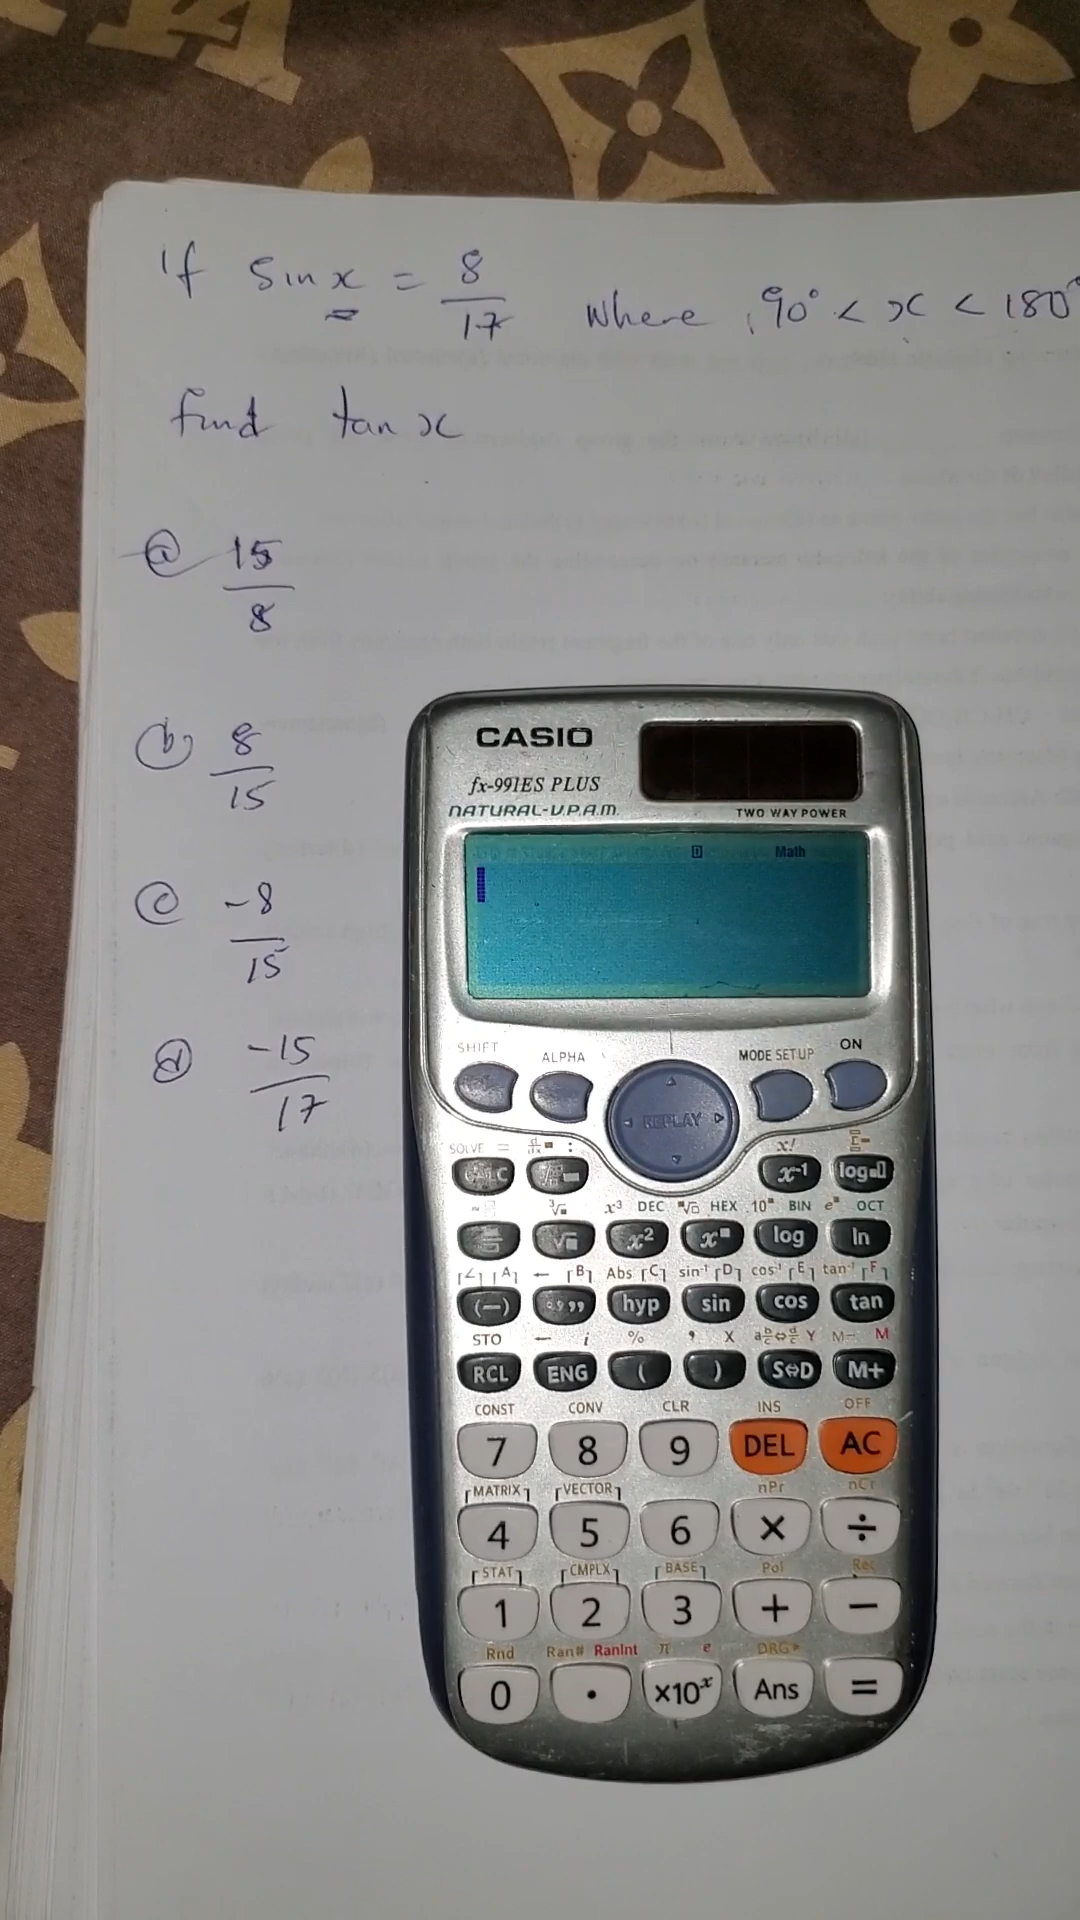 If sin x = 8/17 where, 90° < x < 180°
find tan x
(a) 15/8
(b) 8/15
(c) -8/15
(d) -15/17
CASIO
fx-991ES PLUS
NATURAL-V.P.A.M.
TWO WAY POWER
D Math
SHIFT ALPHA REPLAY MODE SETUP ON
SOLVE = d/dx : x! Σ
CALC x⁻¹ log
³√ x³ DEC √ HEX 10 BIN e OCT
√ x² x log ln
∠ A ← B Abs C sin⁻¹ D cos⁻¹ E tan⁻¹ F
(−) hyp sin cos tan
STO ← i % , X a b/c⇔d/c Y M− M
RCL ENG ( ) S⇔D M+
CONST CONV CLR INS OFF
7 8 9 DEL AC
MATRIX VECTOR nPr nCr
4 5 6 × ÷
STAT CMPLX BASE Pol Rec
1 2 3 + −
Rnd Ran# RanInt π e DRG▸
0 . ×10ˣ Ans =